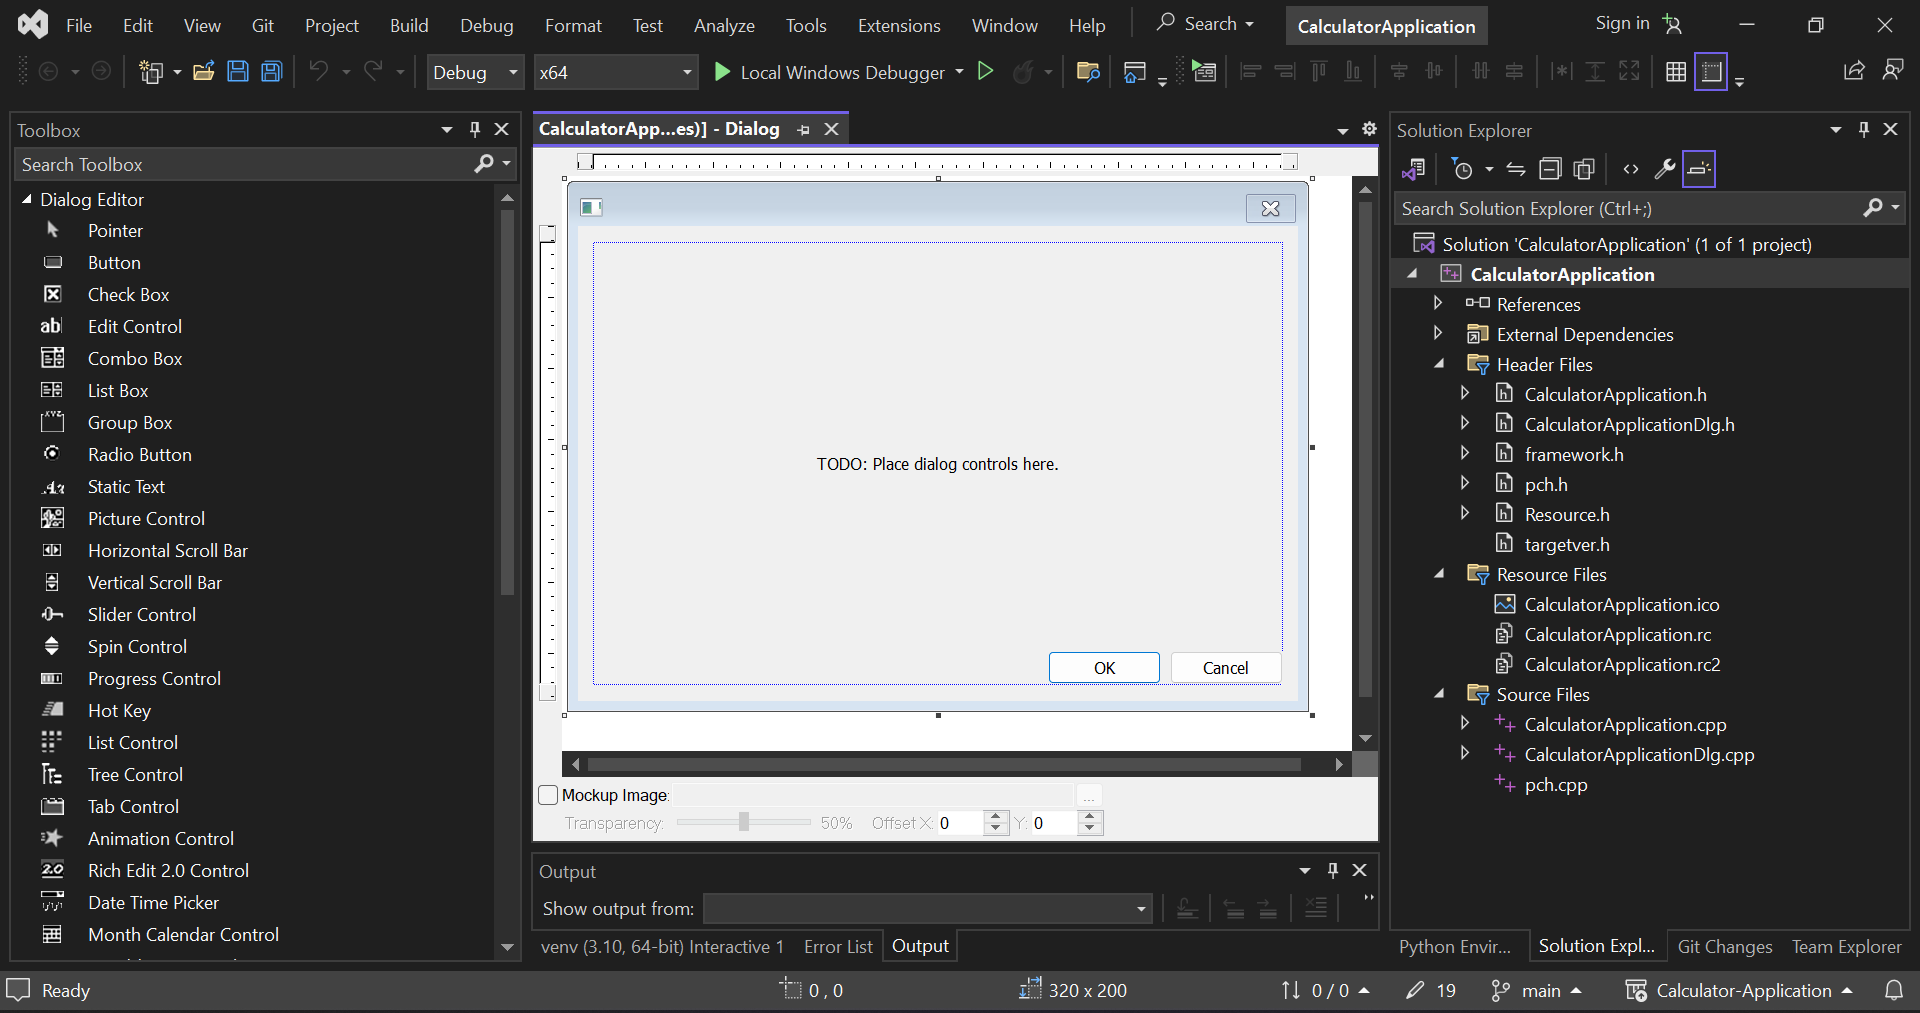 File Edit View Git Project Build Debug Format Test Analyze Tools Extensions Window Help Search CalculatorApplication Sign in
Debug x64 Local Windows Debugger
Toolbox
Search Toolbox
Dialog Editor
Pointer
Button
Check Box
Edit Control
Combo Box
List Box
Group Box
Radio Button
Static Text
Picture Control
Horizontal Scroll Bar
Vertical Scroll Bar
Slider Control
Spin Control
Progress Control
Hot Key
List Control
Tree Control
Tab Control
Animation Control
Rich Edit 2.0 Control
Date Time Picker
Month Calendar Control
CalculatorApp...es)] - Dialog
TODO: Place dialog controls here.
OK Cancel
Mockup Image: ...
Transparency: 50% Offset X: 0 Y: 0
Output
Show output from:
venv (3.10, 64-bit) Interactive 1 Error List Output
Solution Explorer
Search Solution Explorer (Ctrl+;)
Solution 'CalculatorApplication' (1 of 1 project)
CalculatorApplication
References
External Dependencies
Header Files
CalculatorApplication.h
CalculatorApplicationDlg.h
framework.h
pch.h
Resource.h
targetver.h
Resource Files
CalculatorApplication.ico
CalculatorApplication.rc
CalculatorApplication.rc2
Source Files
CalculatorApplication.cpp
CalculatorApplicationDlg.cpp
pch.cpp
Python Envir... Solution Expl... Git Changes Team Explorer
Ready 0 , 0 320 x 200 0 / 0 19 main Calculator-Application